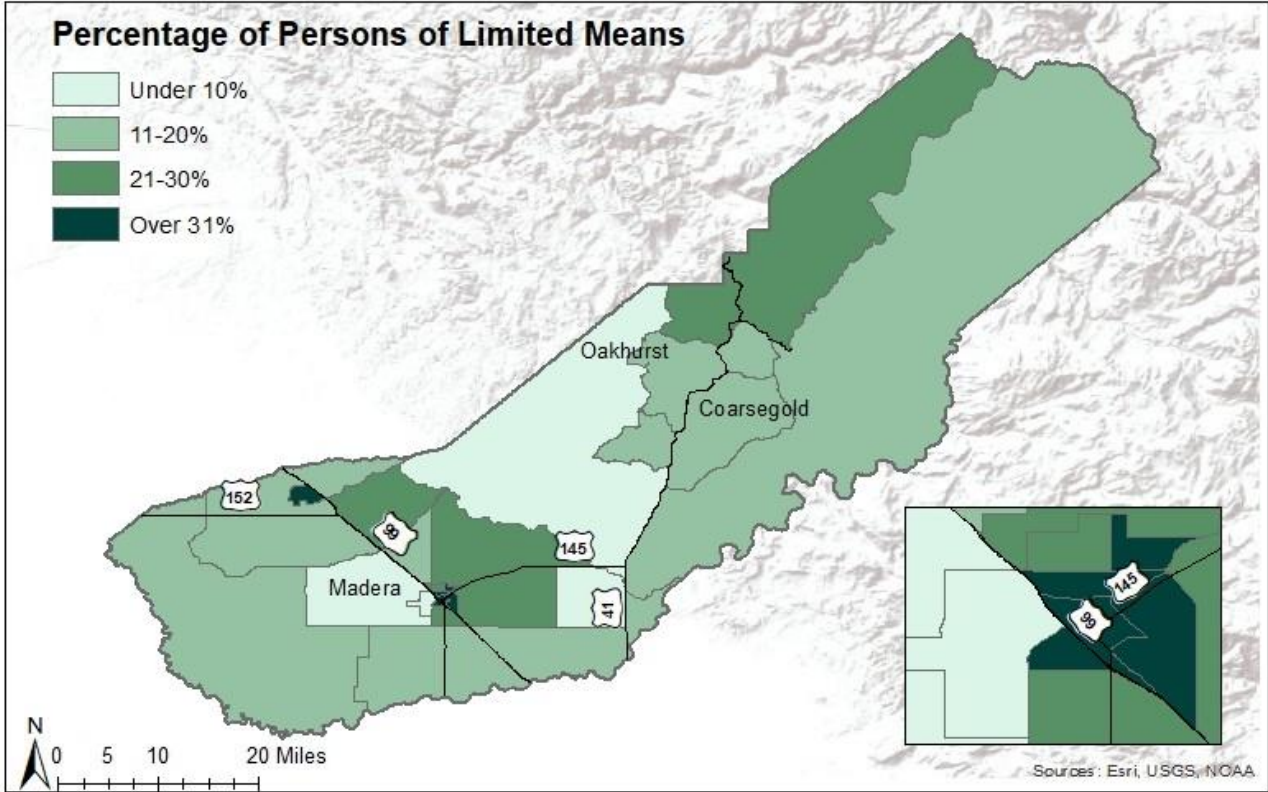 Percentage of Persons of Limited Means
Under 10%
11-20%
21-30%
Over 31%
Oakhurst
Coarsegold
152
99
145
Madera
41
145
99
N
0 5 10 20 Miles
Sources: Esri, USGS, NOAA